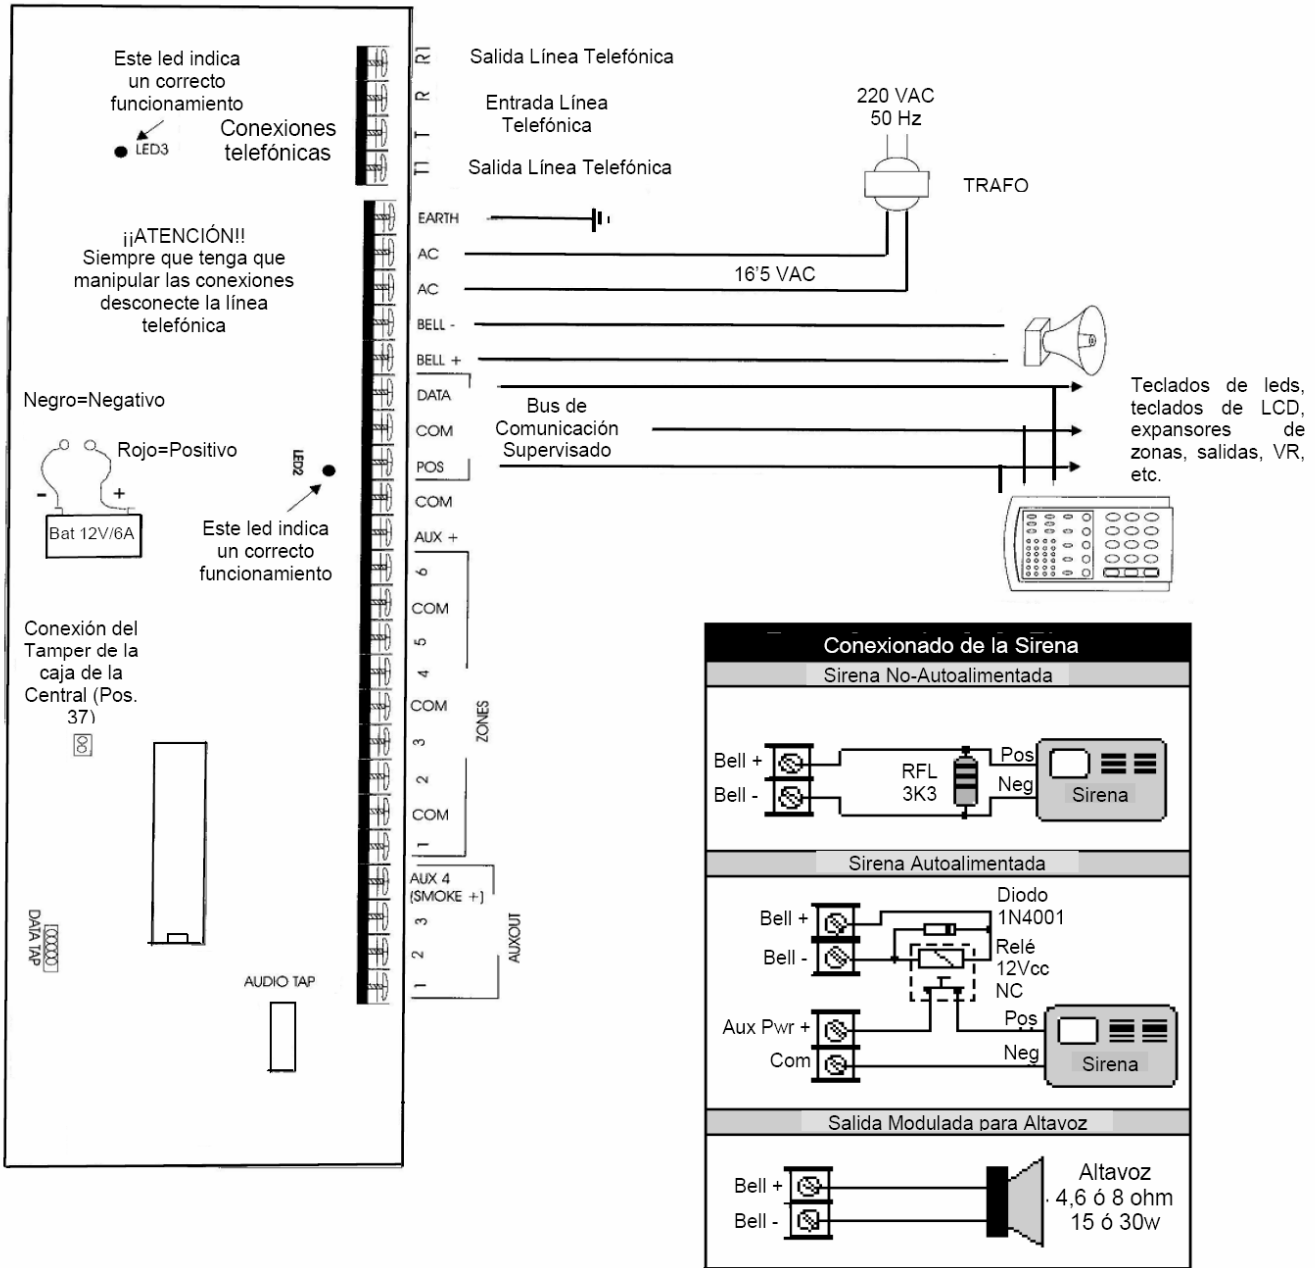 Este led indica
un correcto
funcionamiento
LED3
Conexiones
telefónicas
R1
R
T
T1
Salida Línea Telefónica
Entrada Línea
Telefónica
Salida Línea Telefónica
220 VAC
50 Hz
TRAFO
¡¡ATENCIÓN!!
Siempre que tenga que
manipular las conexiones
desconecte la línea
telefónica
EARTH
AC
AC
16'5 VAC
BELL -
BELL +
DATA
COM
POS
Bus de
Comunicación
Supervisado
Teclados de leds,
teclados de LCD,
expansores de
zonas, salidas, VR,
etc.
Negro=Negativo
Rojo=Positivo
- +
Bat 12V/6A
LED2
Este led indica
un correcto
funcionamiento
COM
AUX +
6
COM
5
4
COM
3
2
COM
1
ZONES
AUX 4
(SMOKE +)
3
2
1
AUXOUT
Conexión del
Tamper de la
caja de la
Central (Pos.
37)
DATA TAP
AUDIO TAP
Conexionado de la Sirena
Sirena No-Autoalimentada
Bell +
Bell -
RFL
3K3
Pos
Neg
Sirena
Sirena Autoalimentada
Bell +
Bell -
Diodo
1N4001
Relé
12Vcc
NC
Aux Pwr +
Com
Pos
Neg
Sirena
Salida Modulada para Altavoz
Bell +
Bell -
Altavoz
4,6 ó 8 ohm
15 ó 30w